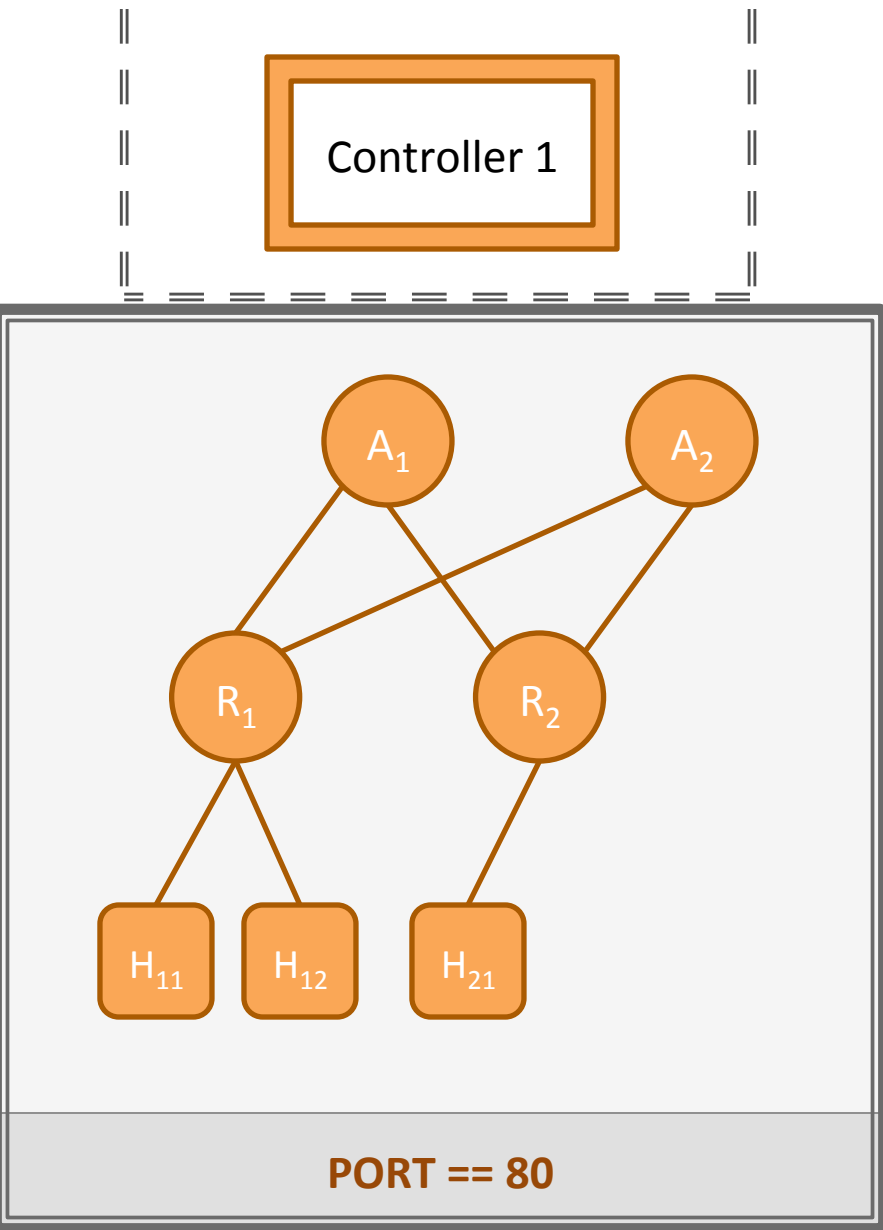 Controller 1
A₁ A₂
R₁ R₂
H₁₁ H₁₂ H₂₁
PORT == 80